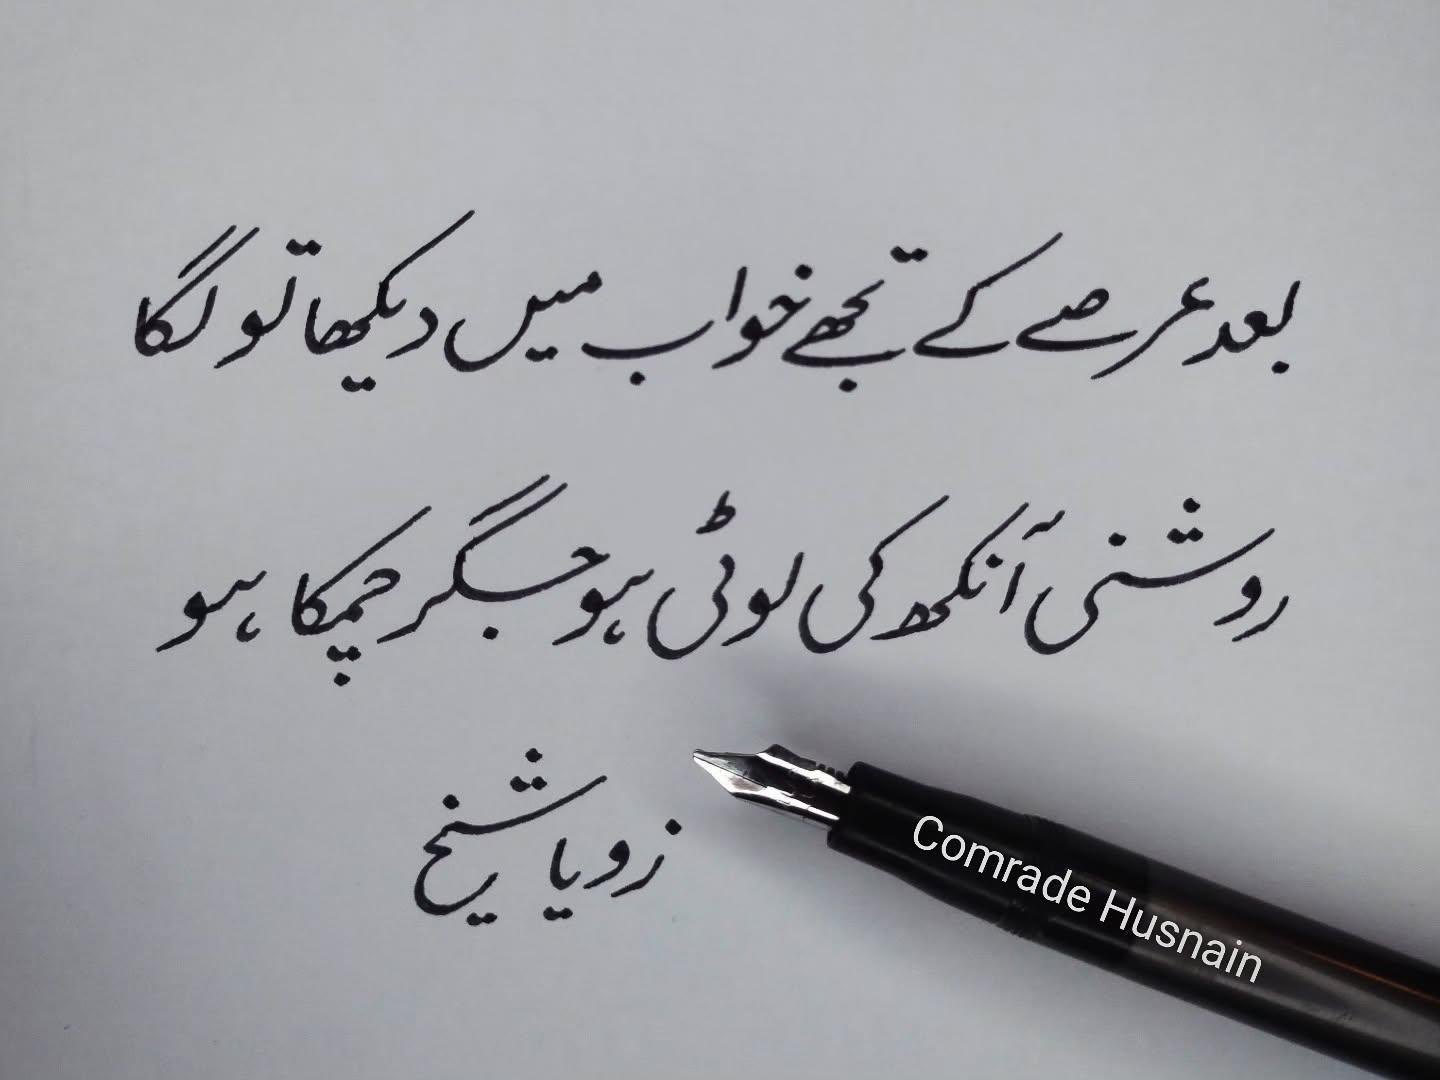 بعد عرصے کے تجھے خواب میں دیکھا تو لگا
روشنی آنکھ کی لوٹی ہو جگر چمکا ہو
زویا شیخ
Comrade Husnain